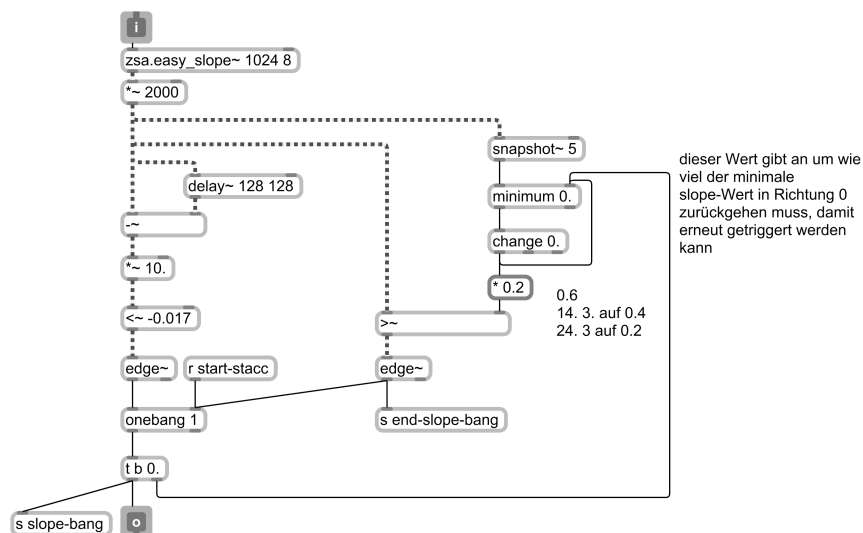 i
zsa.easy_slope~ 1024 8
*~ 2000
snapshot~ 5
delay~ 128 128
minimum 0.
-~
change 0.
*~ 10.
* 0.2
<~ -0.017
>~
edge~
r start-stacc
edge~
onebang 1
s end-slope-bang
t b 0.
s slope-bang
o
dieser Wert gibt an um wie
viel der minimale
slope-Wert in Richtung 0
zurückgehen muss, damit
erneut getriggert werden
kann
0.6
14. 3. auf 0.4
24. 3 auf 0.2